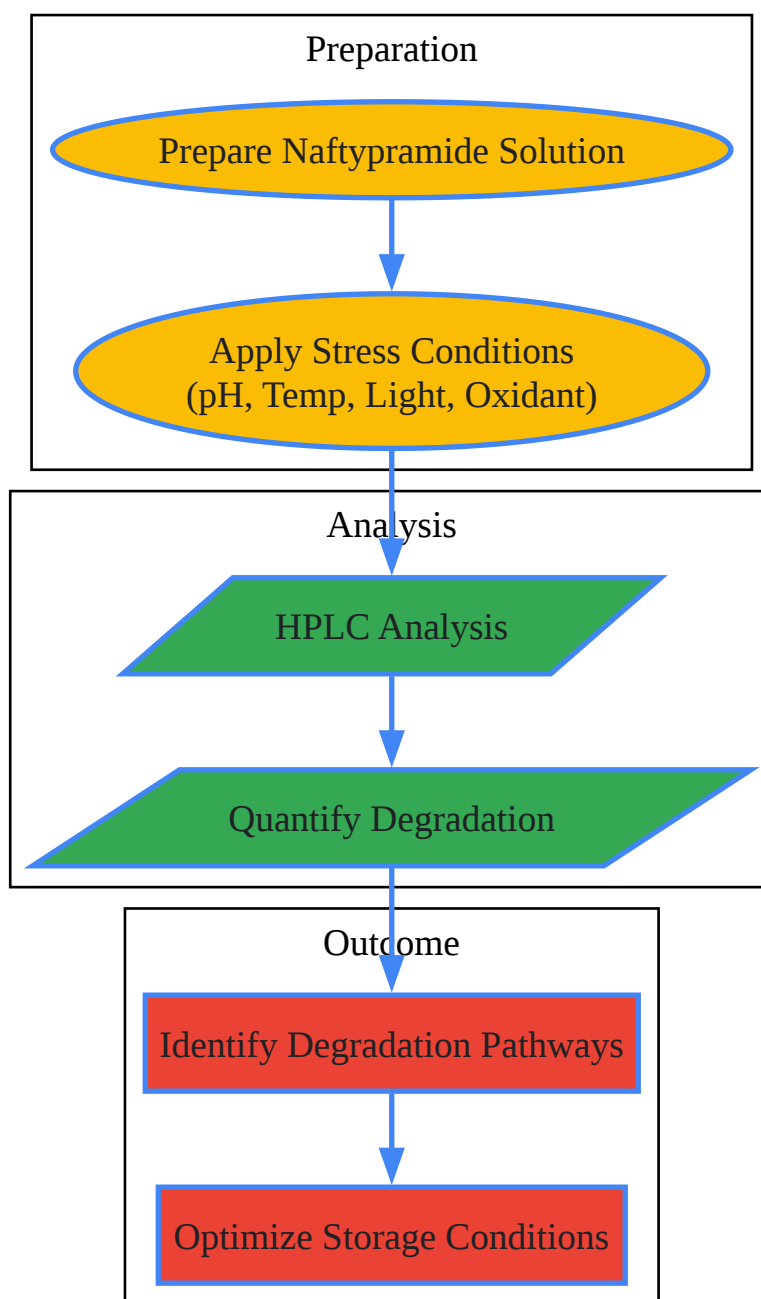 Preparation
Prepare Naftypramide Solution
Apply Stress Conditions
(pH, Temp, Light, Oxidant)
Analysis
HPLC Analysis
Quantify Degradation
Outcome
Identify Degradation Pathways
Optimize Storage Conditions